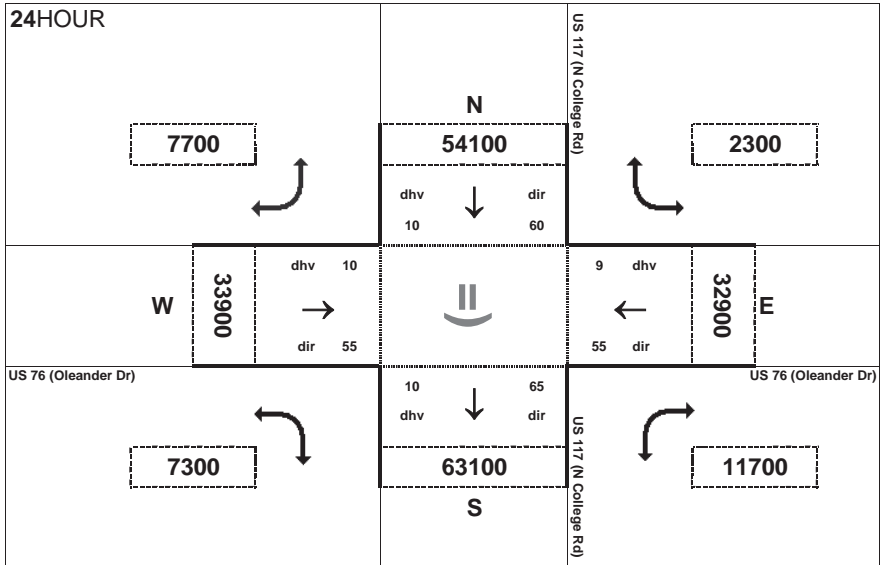 24HOUR
US 117 (N College Rd)
N
7700
54100
2300
dhv
dir
10
60
dhv 10
9 dhv
W
33900
32900
E
dir 55
55 dir
US 76 (Oleander Dr)
US 76 (Oleander Dr)
10
65
dhv
dir
7300
63100
11700
US 117 (N College Rd)
S